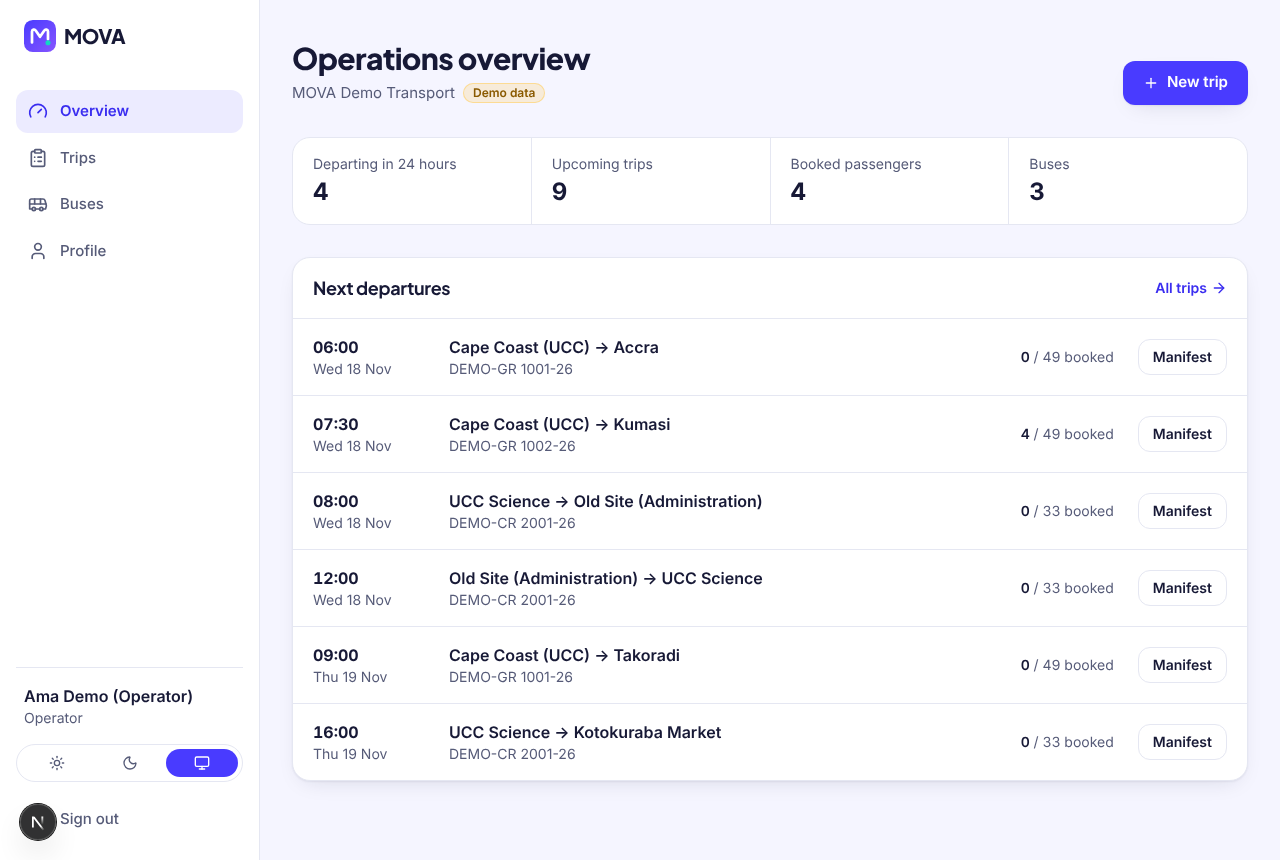 MOVA
Overview
Trips
Buses
Profile
Ama Demo (Operator)
Operator
N
Sign out
Operations overview
MOVA Demo Transport Demo data
+ New trip
Departing in 24 hours
4
Upcoming trips
9
Booked passengers
4
Buses
3
Next departures
All trips →
06:00
Wed 18 Nov
Cape Coast (UCC) → Accra
DEMO-GR 1001-26
0 / 49 booked
Manifest
07:30
Wed 18 Nov
Cape Coast (UCC) → Kumasi
DEMO-GR 1002-26
4 / 49 booked
Manifest
08:00
Wed 18 Nov
UCC Science → Old Site (Administration)
DEMO-CR 2001-26
0 / 33 booked
Manifest
12:00
Wed 18 Nov
Old Site (Administration) → UCC Science
DEMO-CR 2001-26
0 / 33 booked
Manifest
09:00
Thu 19 Nov
Cape Coast (UCC) → Takoradi
DEMO-GR 1001-26
0 / 49 booked
Manifest
16:00
Thu 19 Nov
UCC Science → Kotokuraba Market
DEMO-CR 2001-26
0 / 33 booked
Manifest